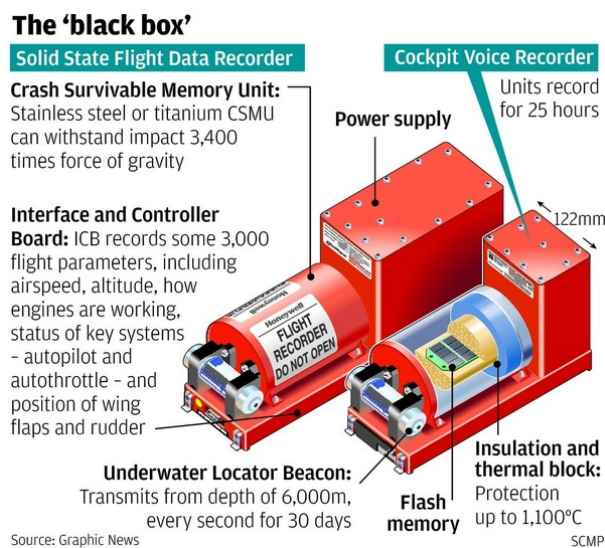 The ‘black box’
Solid State Flight Data Recorder
Crash Survivable Memory Unit:
Stainless steel or titanium CSMU
can withstand impact 3,400
times force of gravity
Interface and Controller
Board: ICB records some 3,000
flight parameters, including
airspeed, altitude, how
engines are working,
status of key systems
– autopilot and
autothrottle – and
position of wing
flaps and rudder
Cockpit Voice Recorder
Units record
for 25 hours
Power supply
122mm
Honeywell
Honeywell
FLIGHT
RECORDER
DO NOT OPEN
Underwater Locator Beacon:
Transmits from depth of 6,000m,
every second for 30 days
Flash
memory
Insulation and
thermal block:
Protection
up to 1,100ºC
Source: Graphic News
SCMP